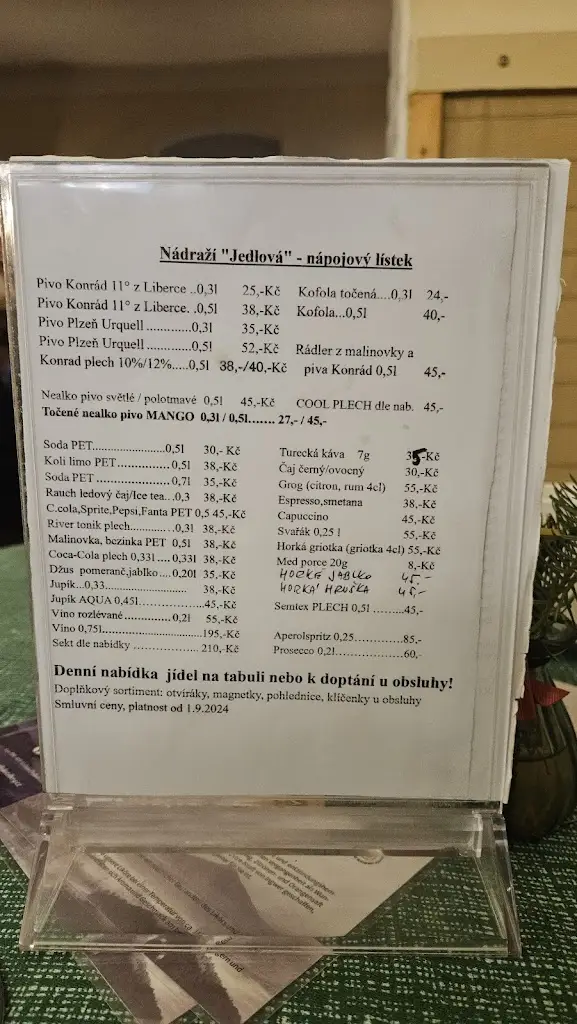 Nádraží "Jedlová" - nápojový lístek
Pivo Konrád 11° z Liberce ..0,3l 25,-Kč
Pivo Konrád 11° z Liberce. .0,5l 38,-Kč
Pivo Plzeň Urquell ............0,3l 35,-Kč
Pivo Plzeň Urquell ............0,5l 52,-Kč
Konrad plech 10%/12%.....0,5l 38,-/40,-Kč
Kofola točená....0,3l 24,-
Kofola...0,5l 40,-
Rádler z malinovky a
piva Konrád 0,5l 45,-
Nealko pivo světlé / polotmavé 0,5l 45,-Kč COOL PLECH dle nab. 45,-
Točené nealko pivo MANGO 0,3l / 0,5l....... 27,- / 45,-
Soda PET.......................0,5l 30,- Kč
Koli limo PET..............0,5l 38,-Kč
Soda PET.....................0,7l 35,-Kč
Rauch ledový čaj/Ice tea...0,3 38,-Kč
C.cola,Sprite,Pepsi,Fanta PET 0,5 45,-Kč
River tonik plech............0,3l 38,-Kč
Malinovka, bezinka PET 0,5l 38,-Kč
Coca-Cola plech 0,33l .....0,33l 38,-Kč
Džus pomeranč,jablko....0,20l 35,-Kč
Jupík...0,33...................... 38,-Kč
Jupík AQUA 0,45l......................45,-Kč
Víno rozlévané ................0,2l 55,-Kč
Víno 0,75l................................195,-Kč
Sekt dle nabídky ..................... 210,-Kč
Turecká káva 7g 35,-Kč
Čaj černý/ovocný 30,-Kč
Grog (citron, rum 4cl) 55,-Kč
Espresso,smetana 38,-Kč
Capuccino 45,-Kč
Svařák 0,25 l 55,-Kč
Horká griotka (griotka 4cl) 55,-Kč
Med porce 20g 8,-Kč
HORKÉ JABLKO 45.-
HORKÁ HRUŠKA 45,-
Semtex PLECH 0,5l .........45,-
Aperolspritz 0,25..............85,-
Prosecco 0,2l....................60,-
Denní nabídka jídel na tabuli nebo k doptání u obsluhy!
Doplňkový sortiment: otvíráky, magnetky, pohlednice, klíčenky u obsluhy
Smluvní ceny, platnost od 1.9.2024